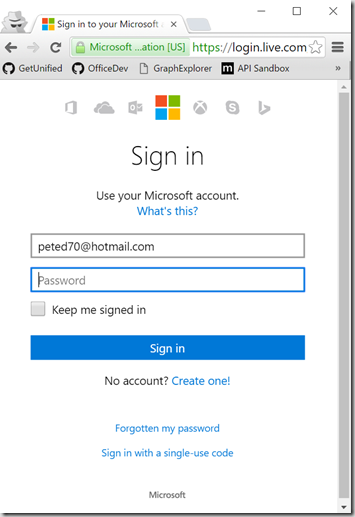 Sign in to your Microsoft a
Microsoft ...ation [US]
https://login.live.com
GetUnified
OfficeDev
GraphExplorer
m
API Sandbox
»
Sign in
Use your Microsoft account.
What's this?
peted70@hotmail.com
Password
Keep me signed in
Sign in
No account? Create one!
Forgotten my password
Sign in with a single-use code
Microsoft